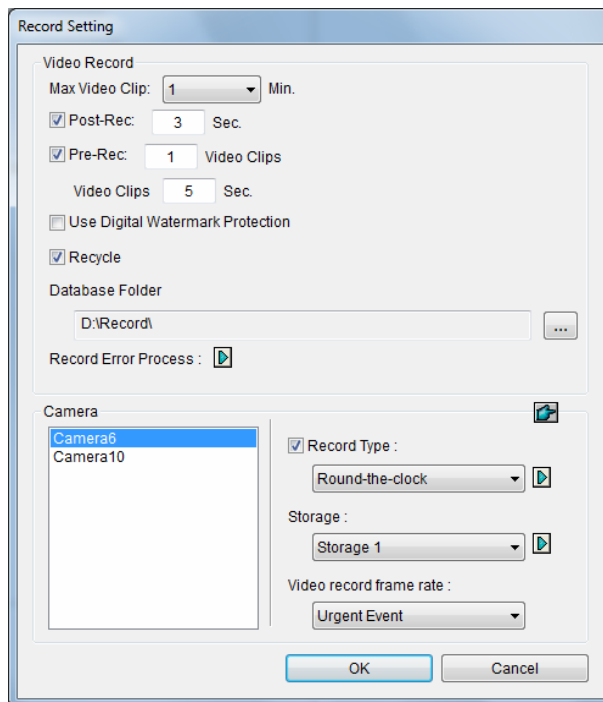 Record Setting
Video Record
Max Video Clip: 1 Min.
Post-Rec: 3 Sec.
Pre-Rec: 1 Video Clips
Video Clips 5 Sec.
Use Digital Watermark Protection
Recycle
Database Folder
D:\Record\ ...
Record Error Process :
Camera
Camera6
Camera10
Record Type :
Round-the-clock
Storage :
Storage 1
Video record frame rate :
Urgent Event
OK Cancel